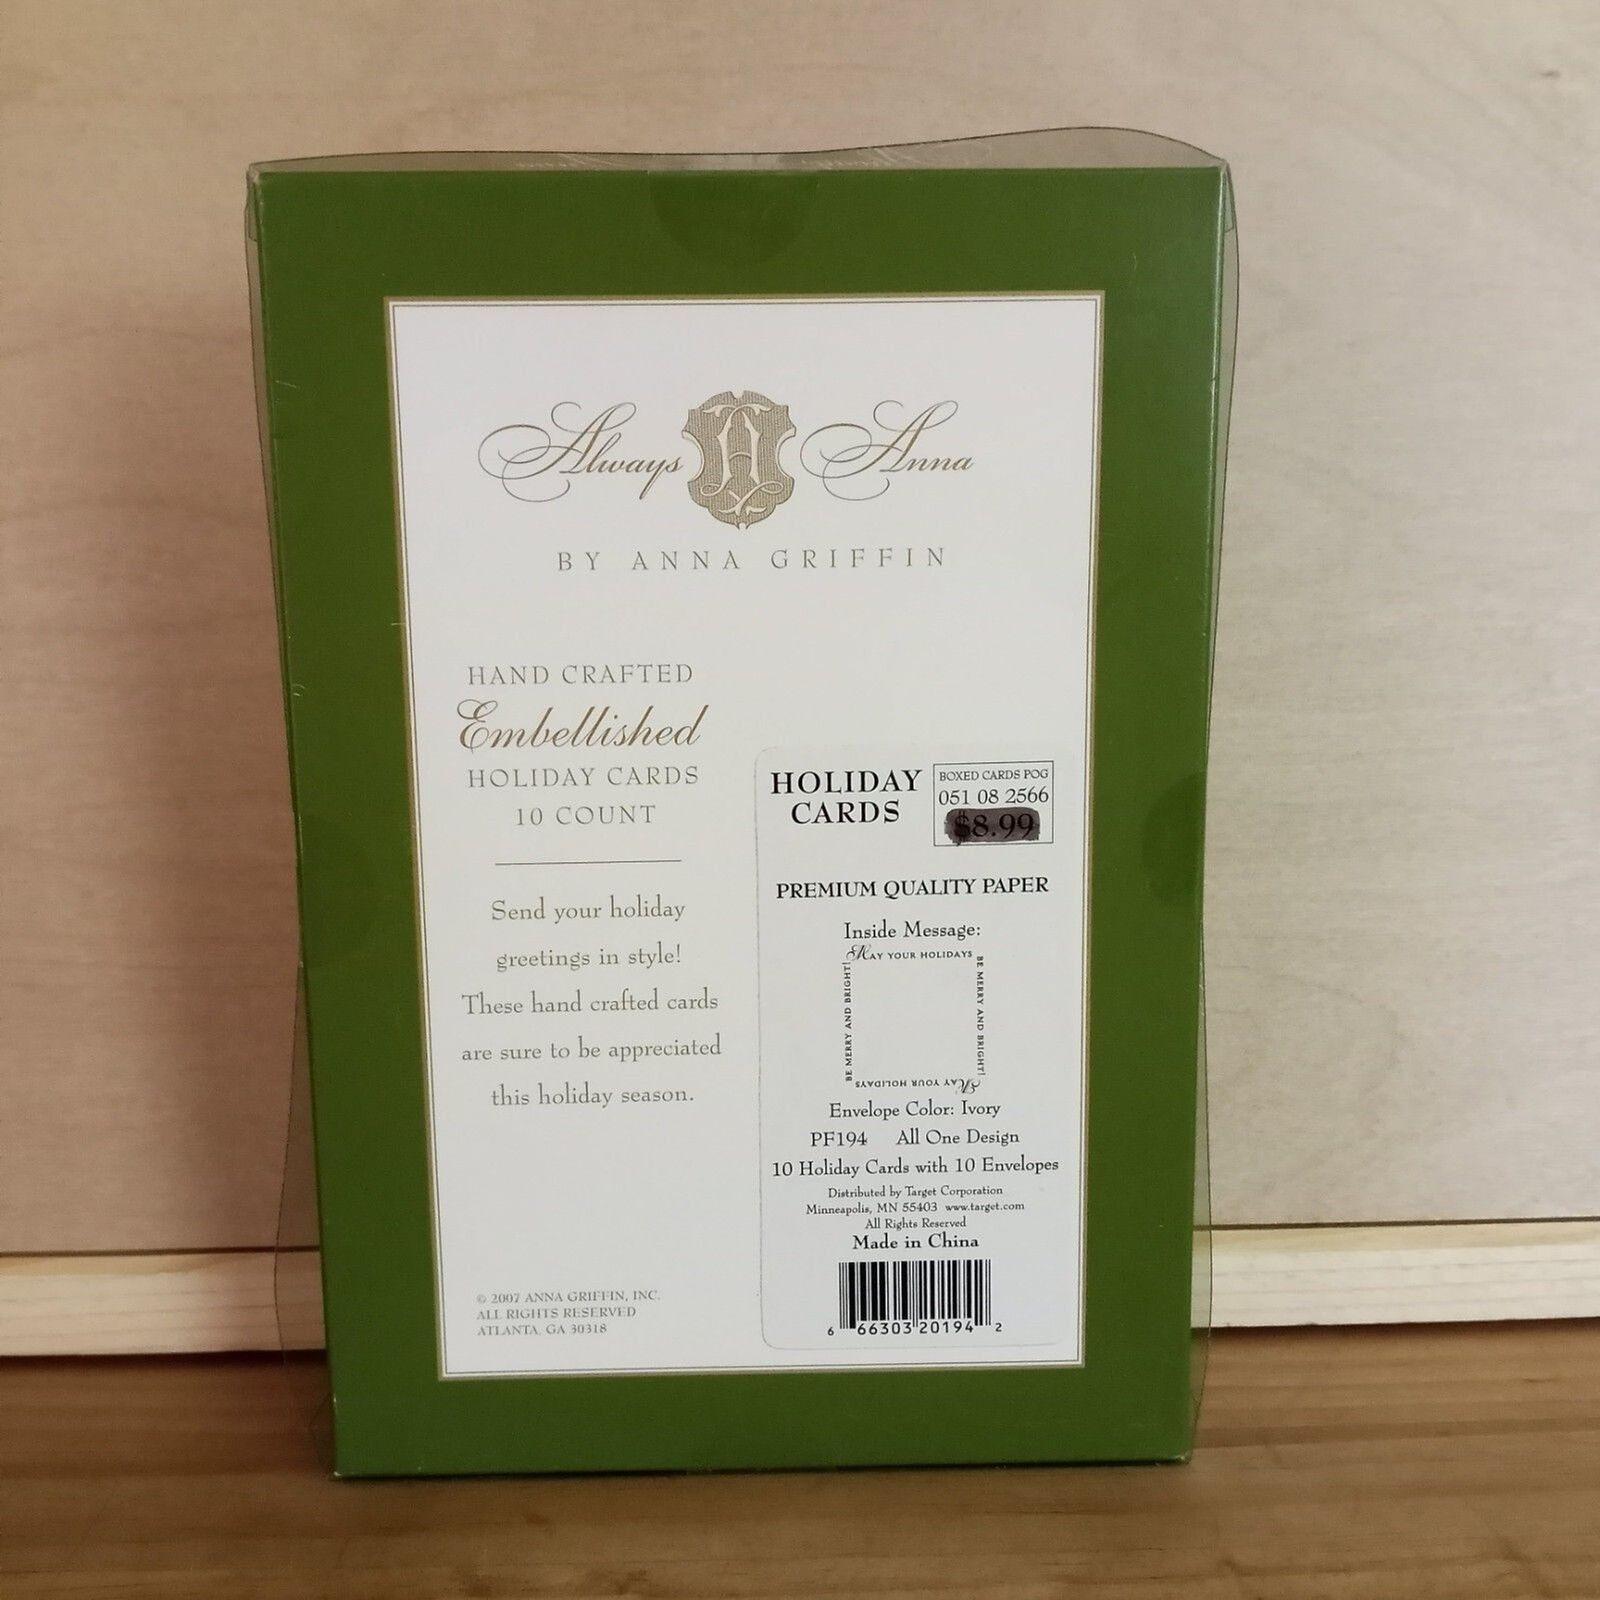 Always A Anna
BY ANNA GRIFFIN
HAND CRAFTED
Embellished
HOLIDAY CARDS
10 COUNT
Send your holiday
greetings in style!
These hand crafted cards
are sure to be appreciated
this holiday season.
© 2007 ANNA GRIFFIN, INC.
ALL RIGHTS RESERVED
ATLANTA, GA 30318
HOLIDAY
CARDS
BOXED CARDS POG
051 08 2566
$8.99
PREMIUM QUALITY PAPER
Inside Message:
MAY YOUR HOLIDAYS
BE MERRY AND BRIGHT!
MAY YOUR HOLIDAYS
BE MERRY AND BRIGHT!
Envelope Color: Ivory
PF194 All One Design
10 Holiday Cards with 10 Envelopes
Distributed by Target Corporation
Minneapolis, MN 55403 www.target.com
All Rights Reserved
Made in China
6 66303 20194 2